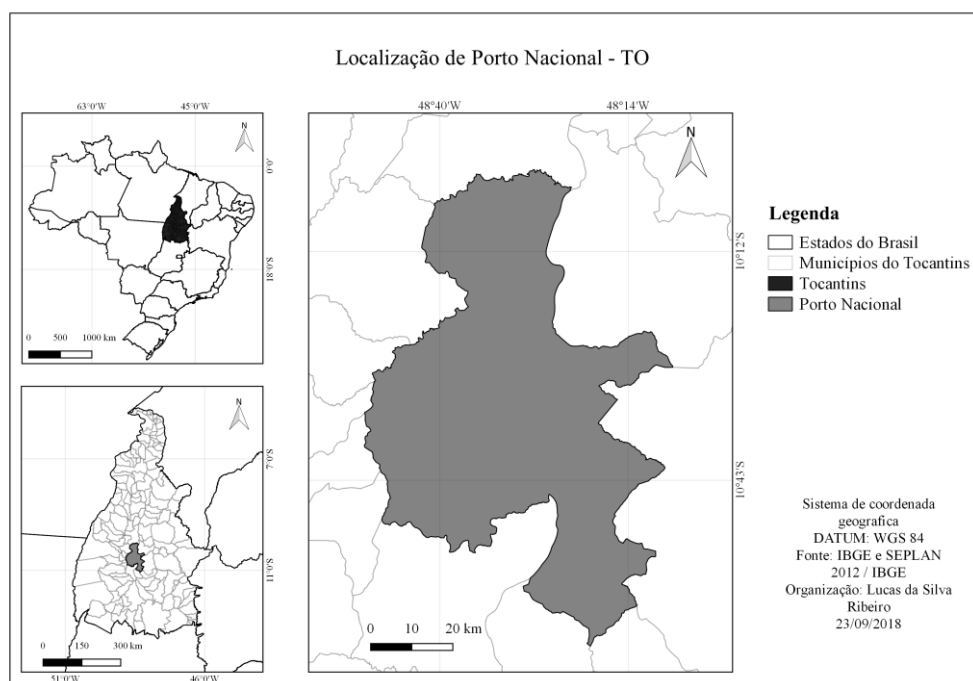 Localização de Porto Nacional - TO
63°0'W 45°0'W
N
0°0'
18°0'S
0 500 1000 km
N
7°0'S
11°0'S
0 150 300 km
51°0'W 46°0'W
48°40'W 48°14'W
N
10°12'S
10°43'S
0 10 20 km
Legenda
Estados do Brasil
Municípios do Tocantins
Tocantins
Porto Nacional
Sistema de coordenada
geografica
DATUM: WGS 84
Fonte: IBGE e SEPLAN
2012 / IBGE
Organização: Lucas da Silva
Ribeiro
23/09/2018